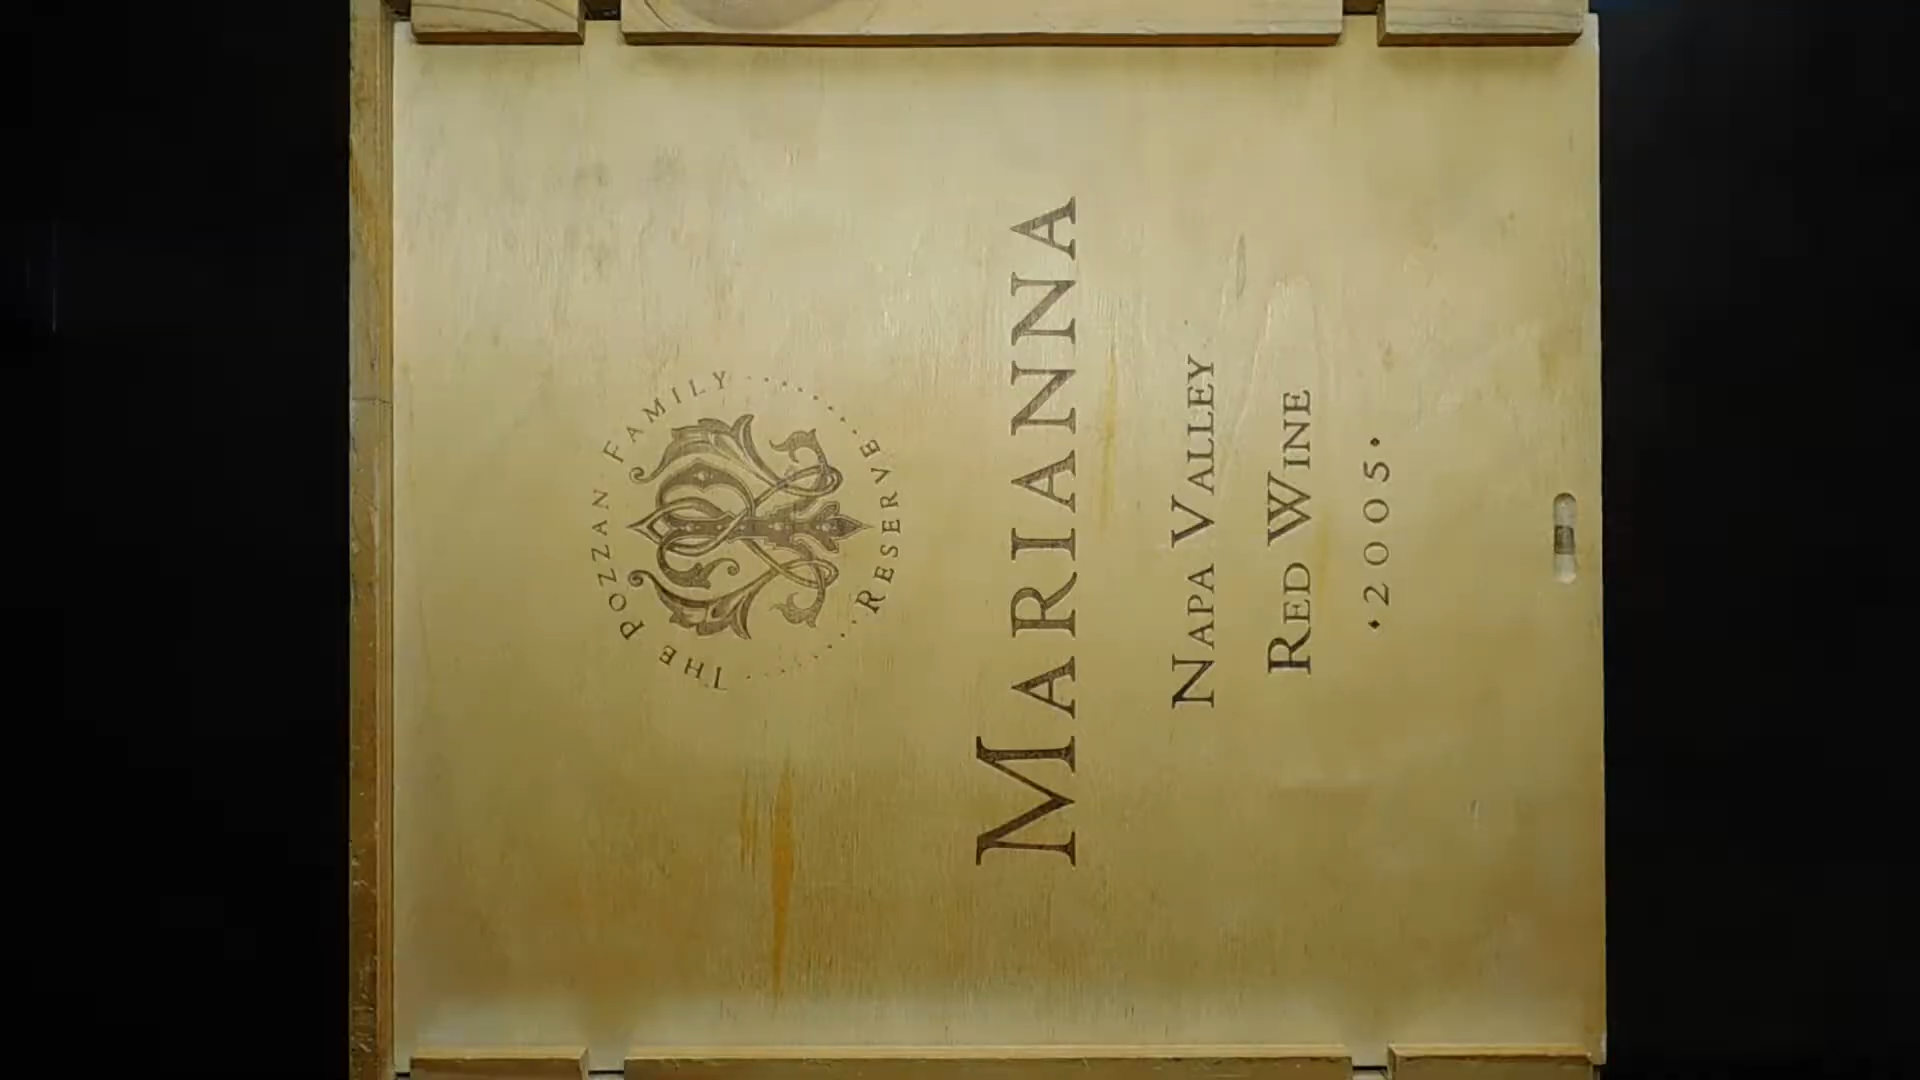 THE POZZAN FAMILY
RESERVE
MARIANNA
NAPA VALLEY
RED WINE
•2005•